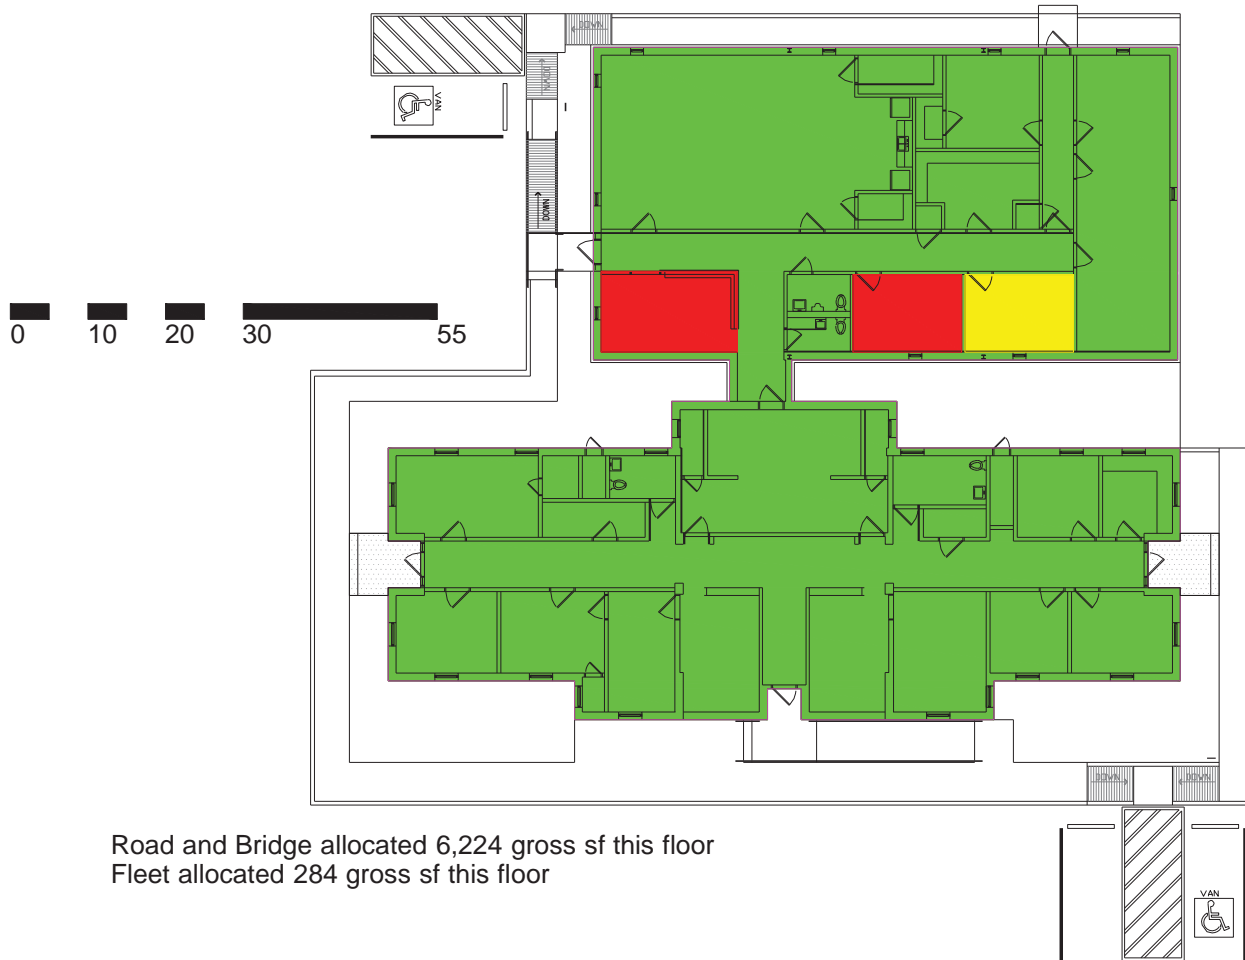 DOWN
DOWN
VAN
DOWN
0 10 20 30 55
DOWN DOWN
Road and Bridge allocated 6,224 gross sf this floor
Fleet allocated 284 gross sf this floor
VAN